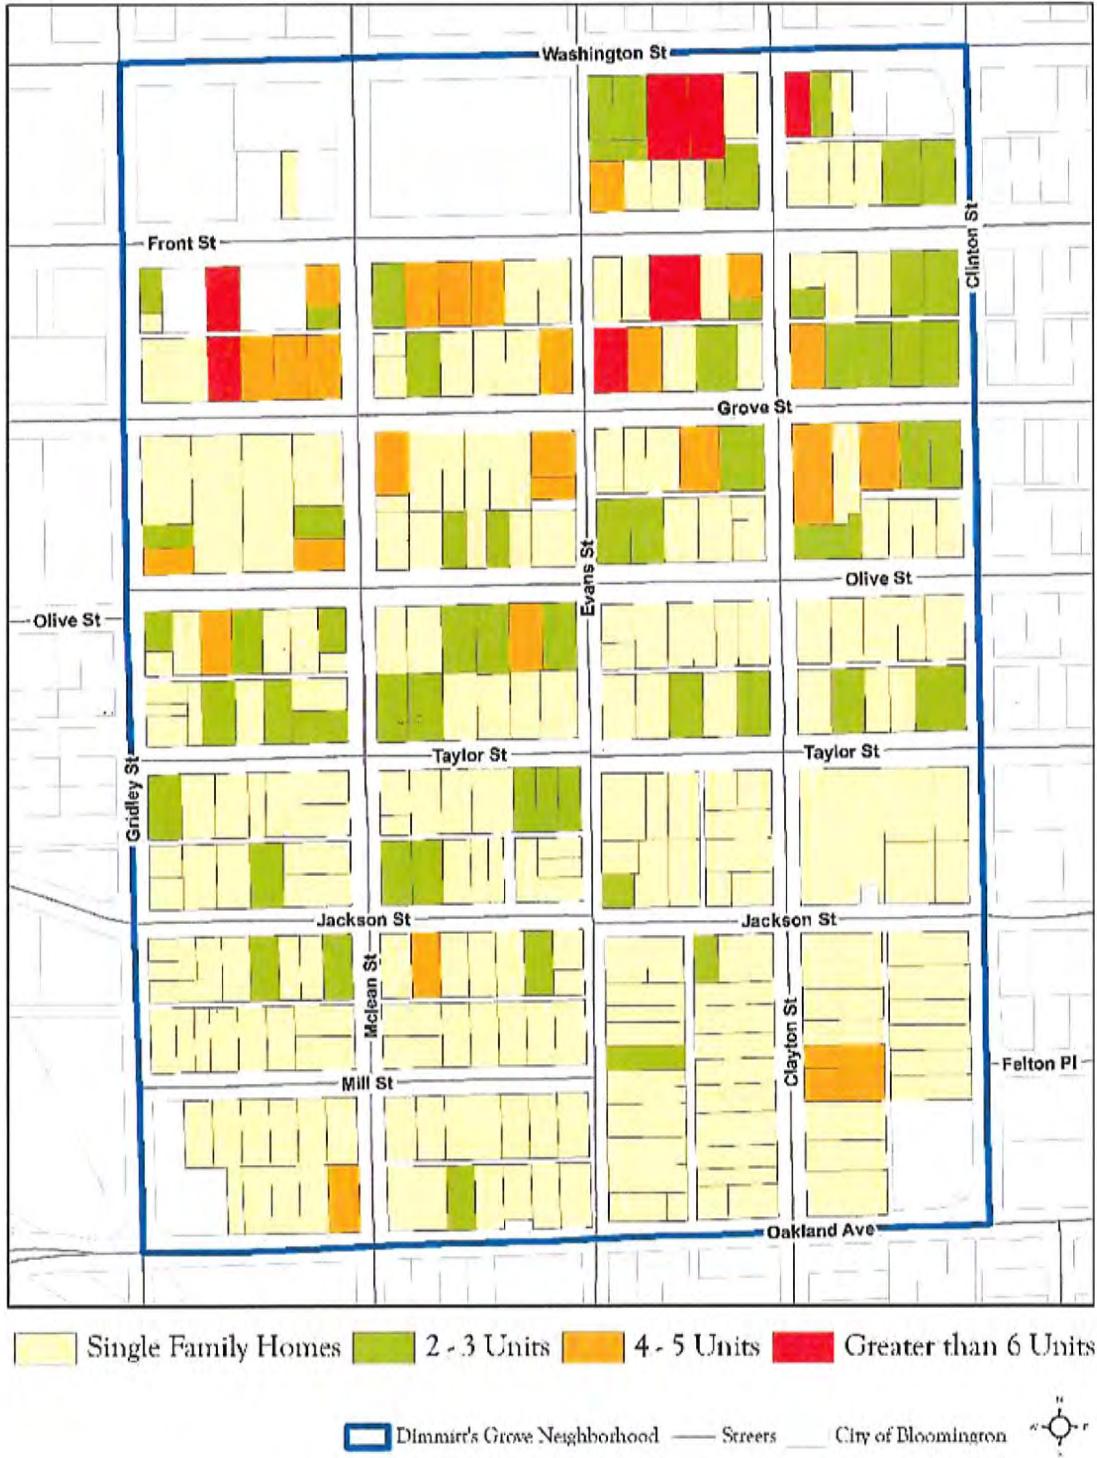 Washington St
Front St
Clinton St
Grove St
Evans St
Olive St
Olive St
Taylor St
Taylor St
Gridley St
Jackson St
Jackson St
Mclean St
Clayton St
Felton Pl
Mill St
Oakland Ave
Single Family Homes 2 - 3 Units 4 - 5 Units Greater than 6 Units
Dimmitt's Grove Neighborhood Streets City of Bloomington
N
S